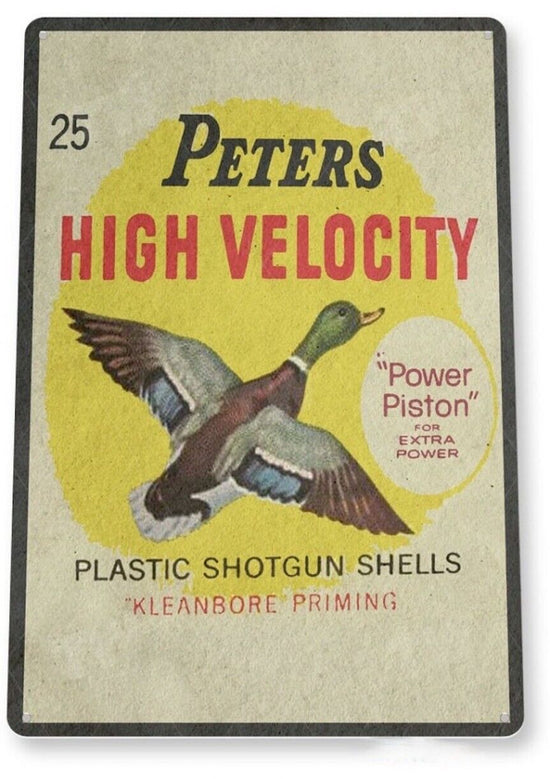 25
PETERS
HIGH VELOCITY
"Power
Piston"
FOR
EXTRA
POWER
PLASTIC SHOTGUN SHELLS
"KLEANBORE" PRIMING